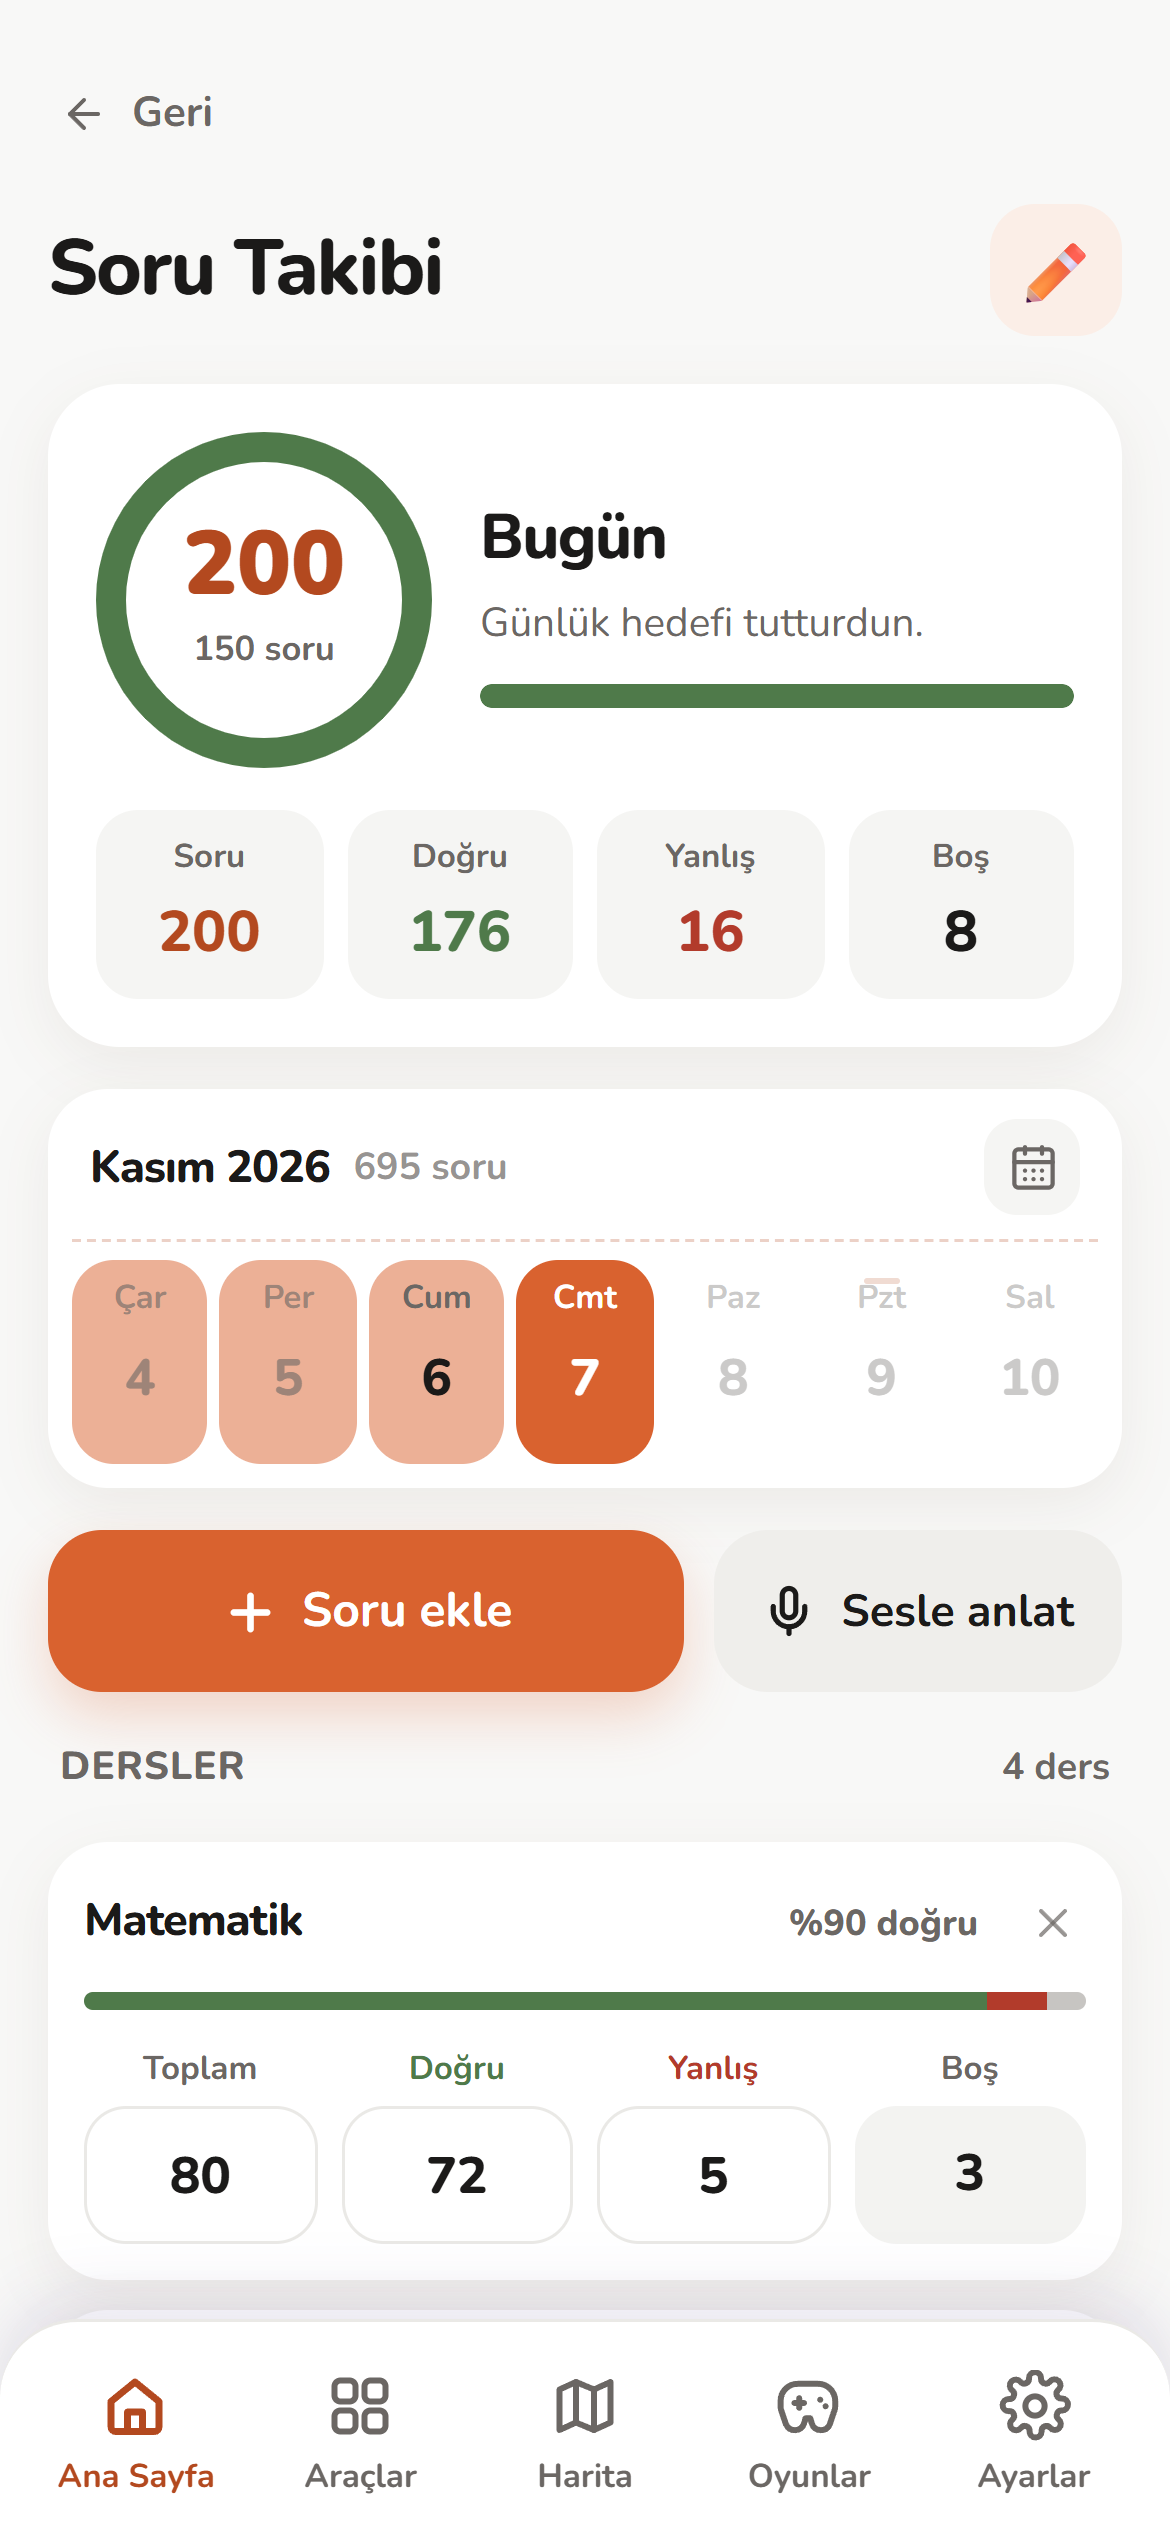 Geri
Soru Takibi
200
150 soru
Bugün
Günlük hedefi tutturdun.
Soru Doğru Yanlış Boş
200 176 16 8
Kasım 2026 695 soru
Çar Per Cum Cmt Paz Pzt Sal
4 5 6 7 8 9 10
Soru ekle
Sesle anlat
DERSLER 4 ders
Matematik %90 doğru
Toplam Doğru Yanlış Boş
80 72 5 3
Ana Sayfa Araçlar Harita Oyunlar Ayarlar